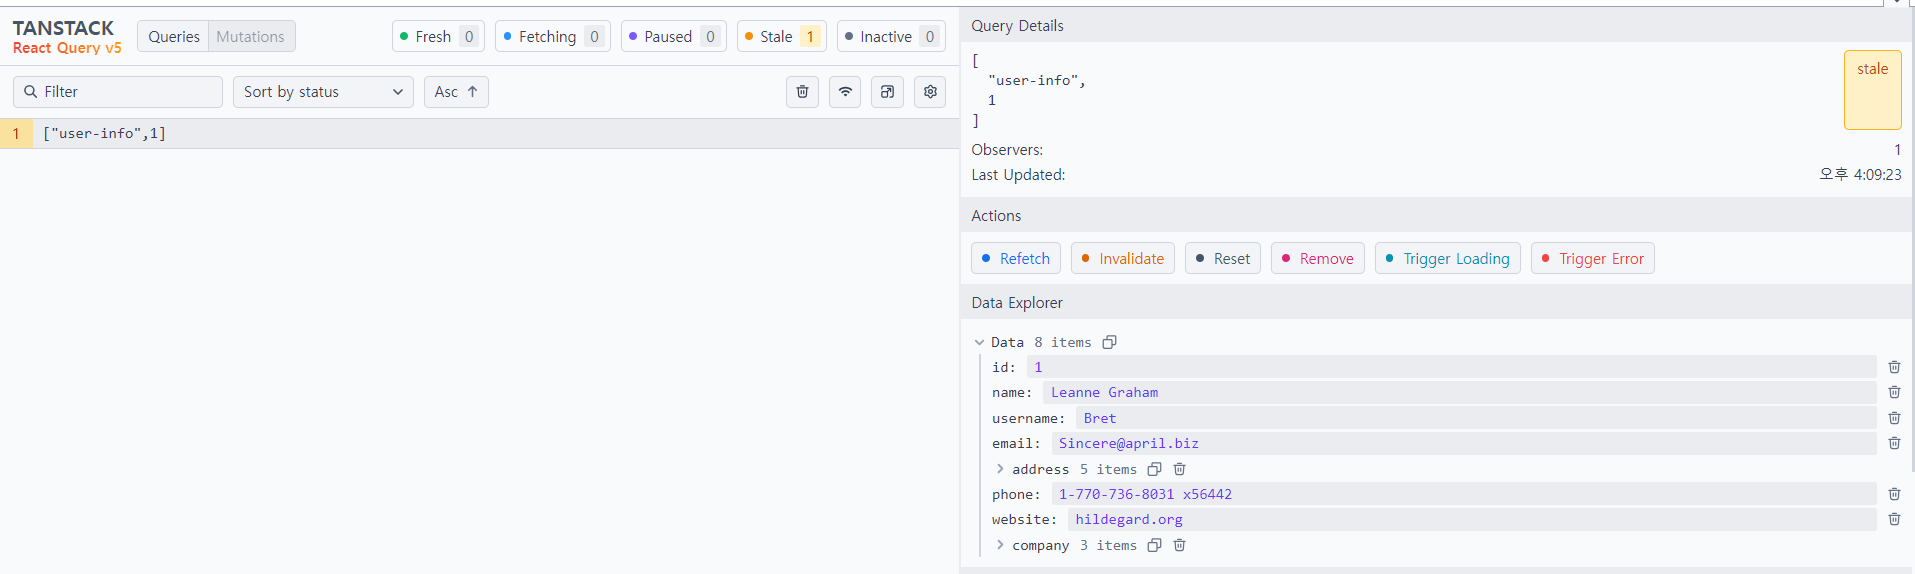 TANSTACK
React Query v5
Queries Mutations
Fresh 0 Fetching 0 Paused 0 Stale 1 Inactive 0
Filter Sort by status Asc
1 ["user-info",1]
Query Details
[
"user-info",
1
]
stale
Observers: 1
Last Updated: 오후 4:09:23
Actions
Refetch Invalidate Reset Remove Trigger Loading Trigger Error
Data Explorer
Data 8 items
id: 1
name: Leanne Graham
username: Bret
email: Sincere@april.biz
address 5 items
phone: 1-770-736-8031 x56442
website: hildegard.org
company 3 items